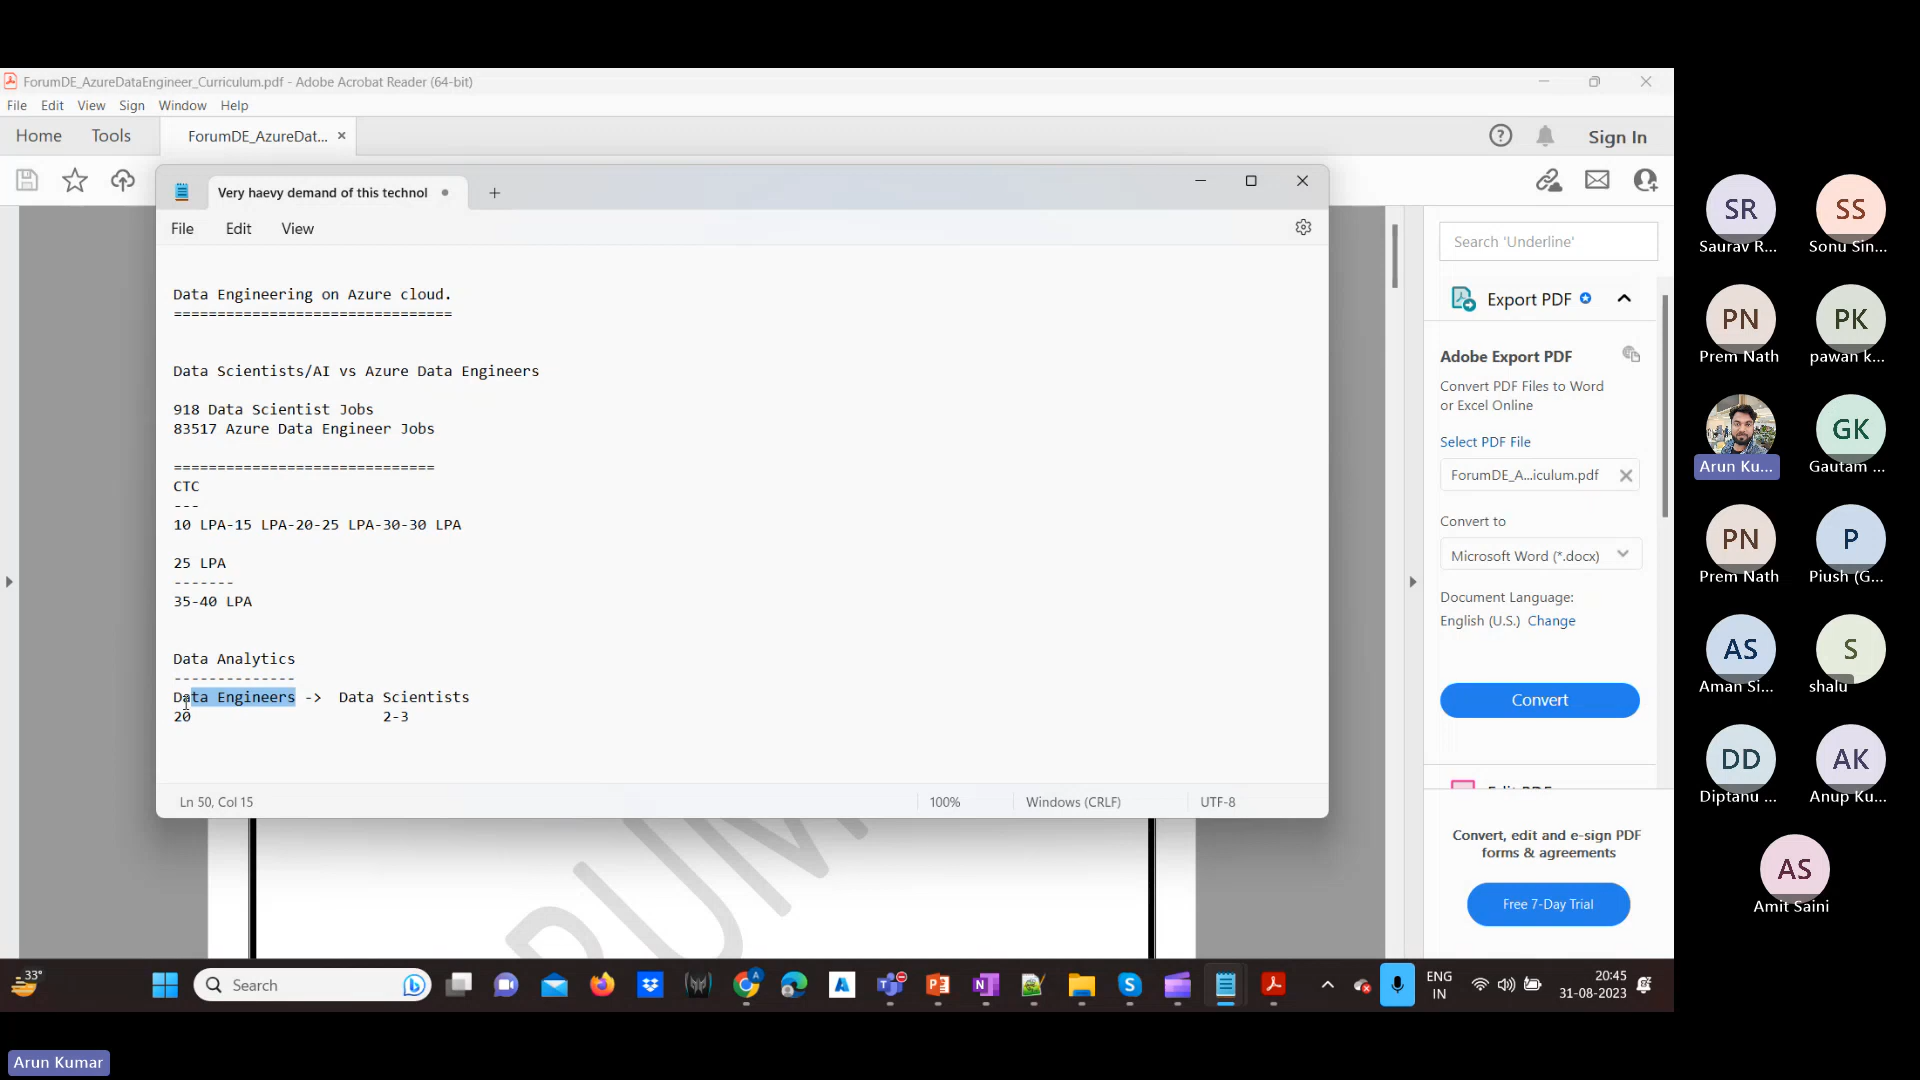 ForumDE_AzureDataEngineer_Curriculum.pdf - Adobe Acrobat Reader (64-bit)
File Edit View Sign Window Help
Home Tools ForumDE_AzureDat... Sign In
Very haevy demand of this technol
File Edit View
Data Engineering on Azure cloud.
================================
Data Scientists/AI vs Azure Data Engineers
918 Data Scientist Jobs
83517 Azure Data Engineer Jobs
==============================
CTC
---
10 LPA-15 LPA-20-25 LPA-30-30 LPA
25 LPA
-------
35-40 LPA
Data Analytics
--------------
Data Engineers -> Data Scientists
20 2-3
Ln 50, Col 15 100% Windows (CRLF) UTF-8
Search 'Underline'
Export PDF
Adobe Export PDF
Convert PDF Files to Word
or Excel Online
Select PDF File
ForumDE_A...iculum.pdf
Convert to
Microsoft Word (*.docx)
Document Language:
English (U.S.) Change
Convert
Convert, edit and e-sign PDF
forms & agreements
Free 7-Day Trial
SR SS
Saurav R... Sonu Sin...
PN PK
Prem Nath pawan k...
GK
Arun Ku... Gautam ...
PN P
Prem Nath Piush (G...
AS S
Aman Si... shalu
DD AK
Diptanu ... Anup Ku...
AS
Amit Saini
33°
Search
ENG
IN
20:45
31-08-2023
Arun Kumar